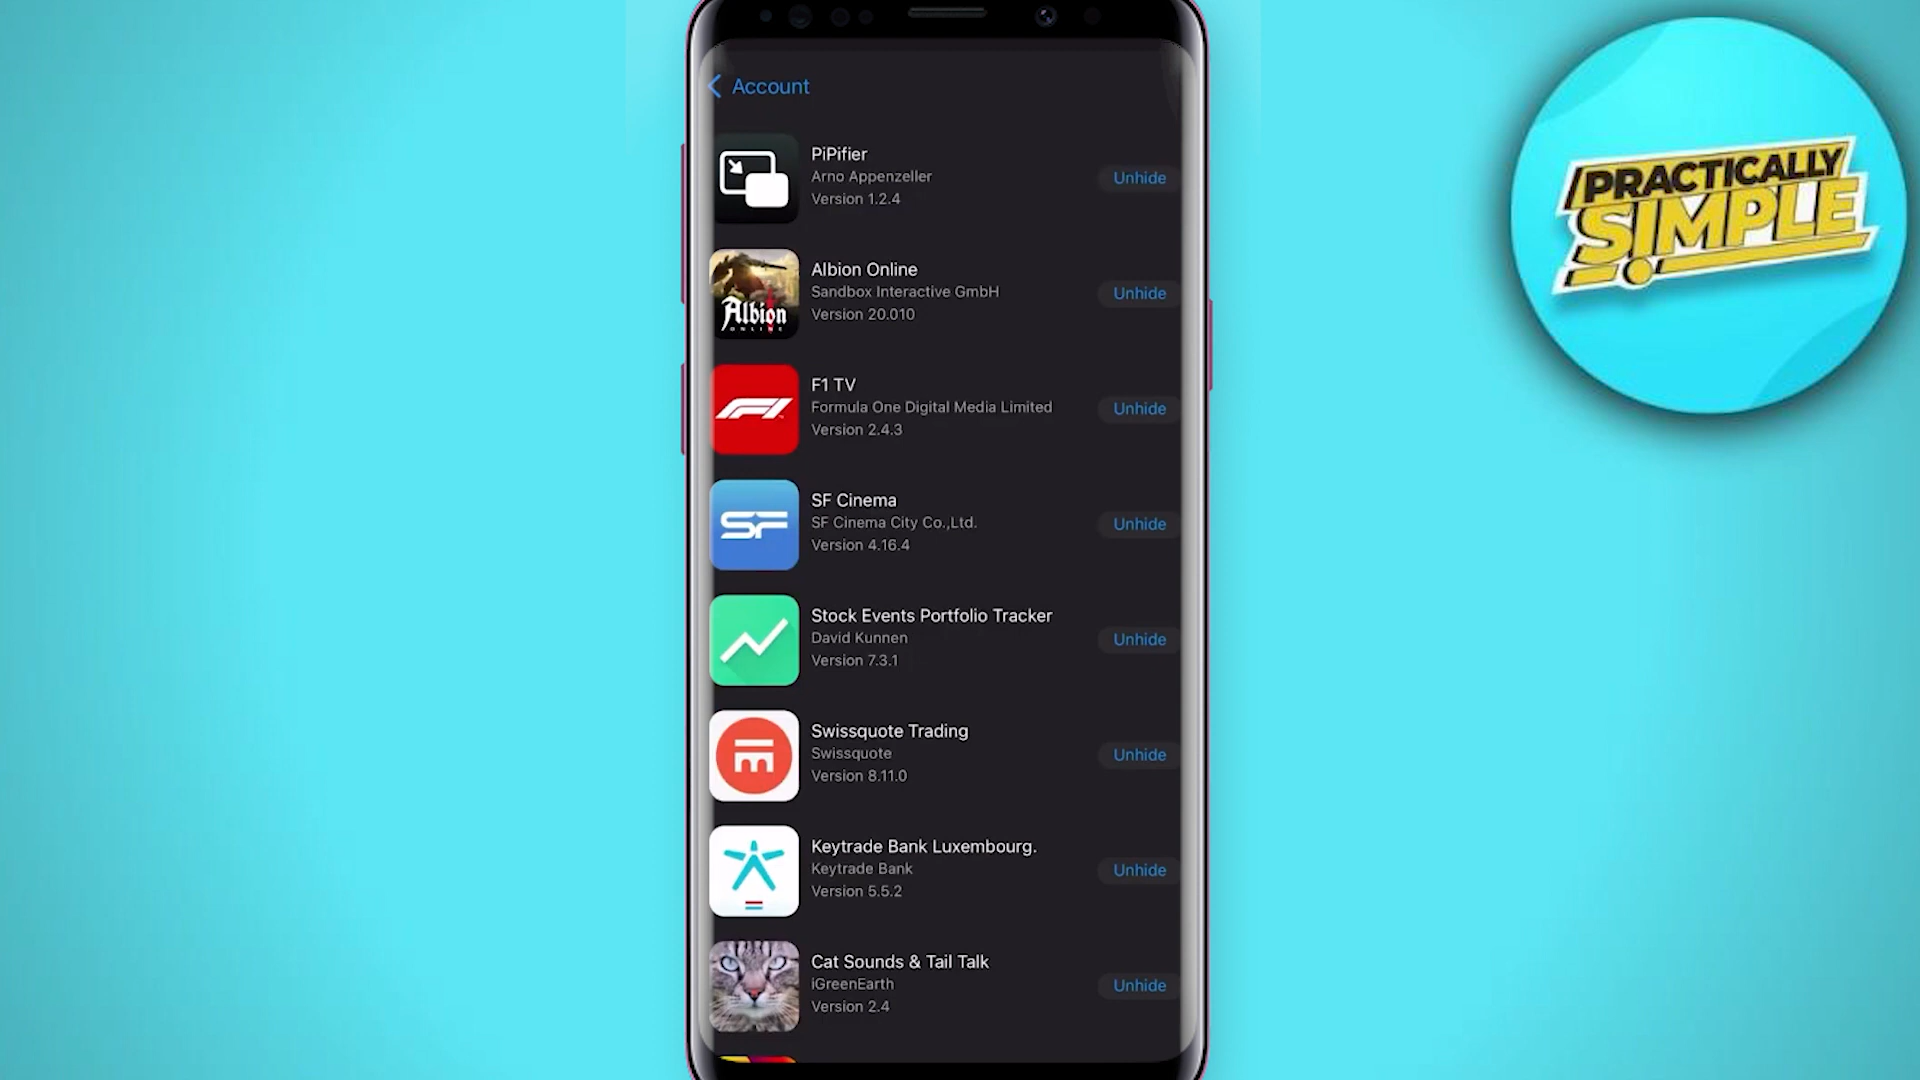 Account
PiPifier
Arno Appenzeller
Version 1.2.4
Unhide
Albion Online
Sandbox Interactive GmbH
Version 20.010
Unhide
Albion
ONLINE
F1 TV
Formula One Digital Media Limited
Version 2.4.3
Unhide
SF Cinema
SF Cinema City Co.,Ltd.
Version 4.16.4
Unhide
SF
Stock Events Portfolio Tracker
David Kunnen
Version 7.3.1
Unhide
Swissquote Trading
Swissquote
Version 8.11.0
Unhide
Keytrade Bank Luxembourg.
Keytrade Bank
Version 5.5.2
Unhide
Cat Sounds & Tail Talk
iGreenEarth
Version 2.4
Unhide
PRACTICALLY
SIMPLE